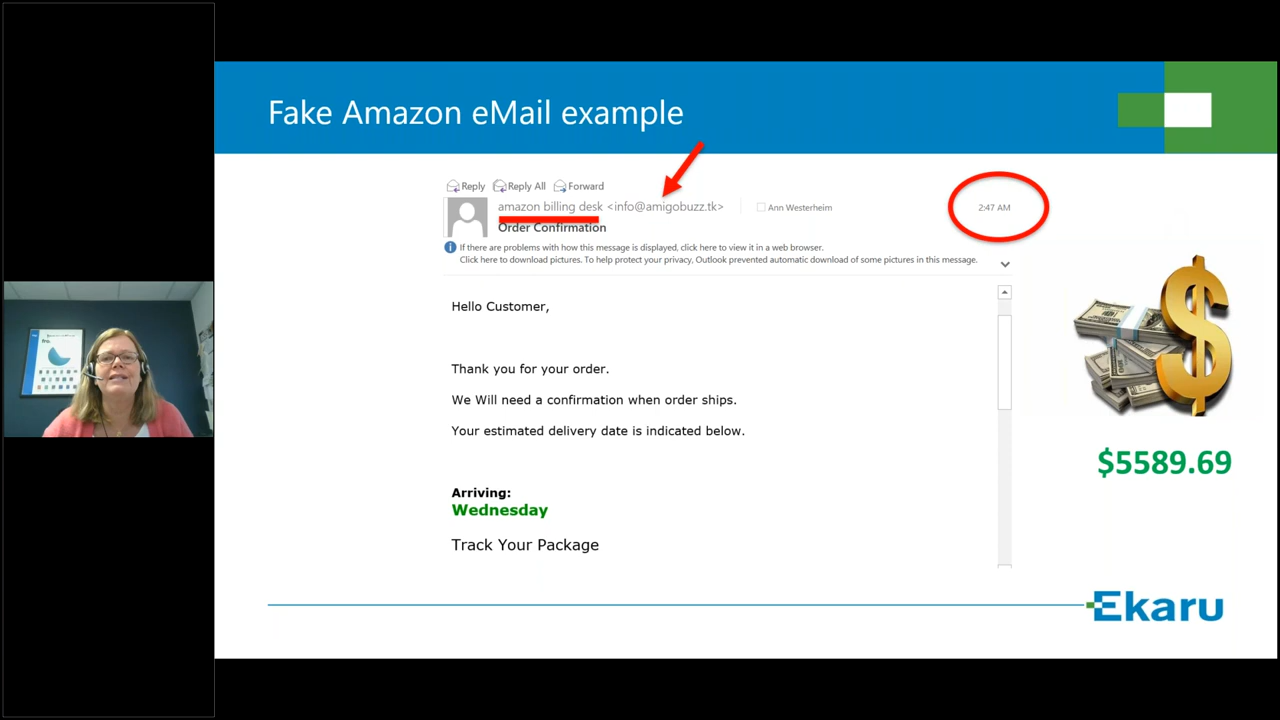 Fake Amazon eMail example
Reply Reply All Forward
amazon billing desk <info@amigobuzz.tk>
Ann Westerheim
2:47 AM
Order Confirmation
If there are problems with how this message is displayed, click here to view it in a web browser.
Click here to download pictures. To help protect your privacy, Outlook prevented automatic download of some pictures in this message.
Hello Customer,
Thank you for your order.
We Will need a confirmation when order ships.
Your estimated delivery date is indicated below.
Arriving:
Wednesday
Track Your Package
$
$5589.69
Ekaru